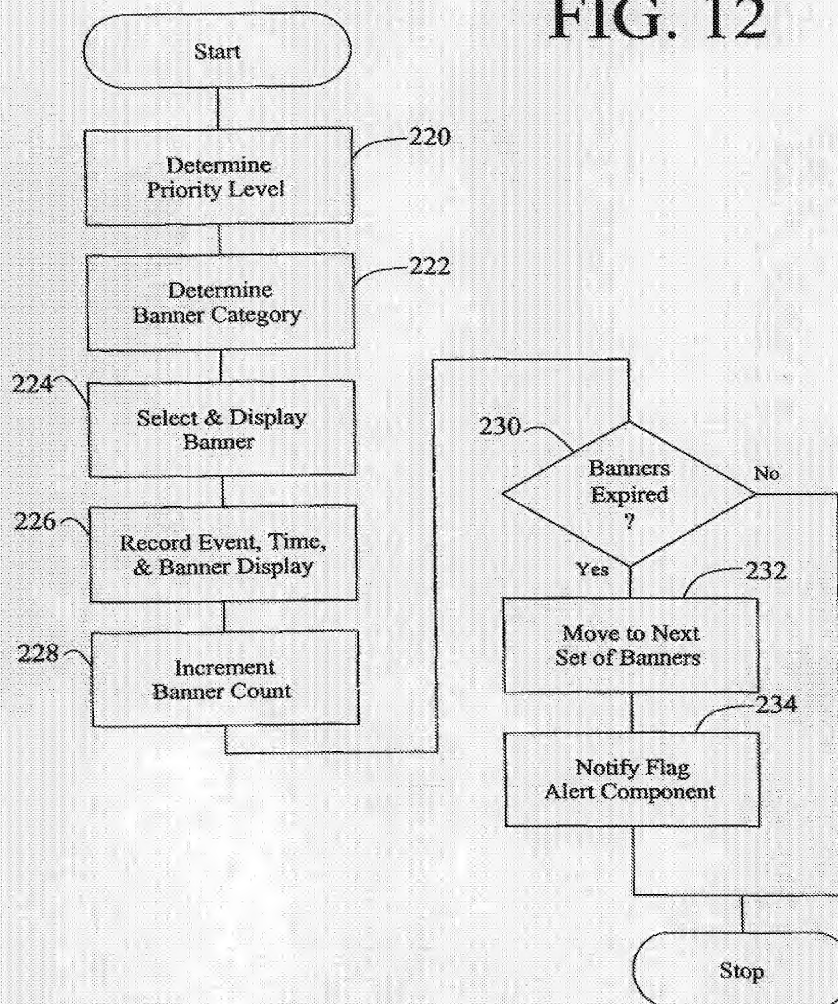 FIG. 12
Start
220
Determine
Priority Level
222
Determine
Banner Category
224
Select & Display
Banner
226
Record Event, Time,
& Banner Display
228
Increment
Banner Count
230
Banners
Expired
?
No
Yes
232
Move to Next
Set of Banners
234
Notify Flag
Alert Component
Stop